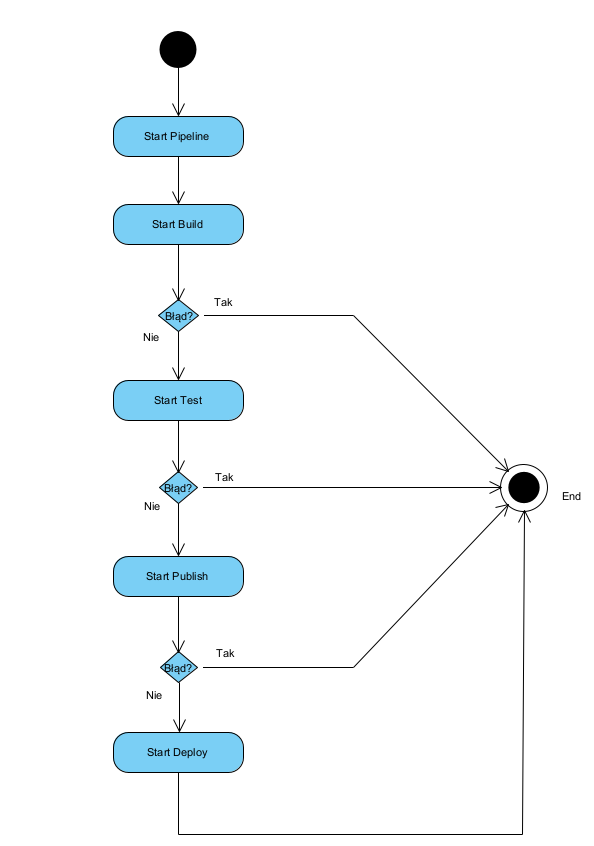 Start Pipeline
Start Build
Tak
Błąd?
Nie
Start Test
Tak
Błąd?
End
Nie
Start Publish
Tak
Błąd?
Nie
Start Deploy